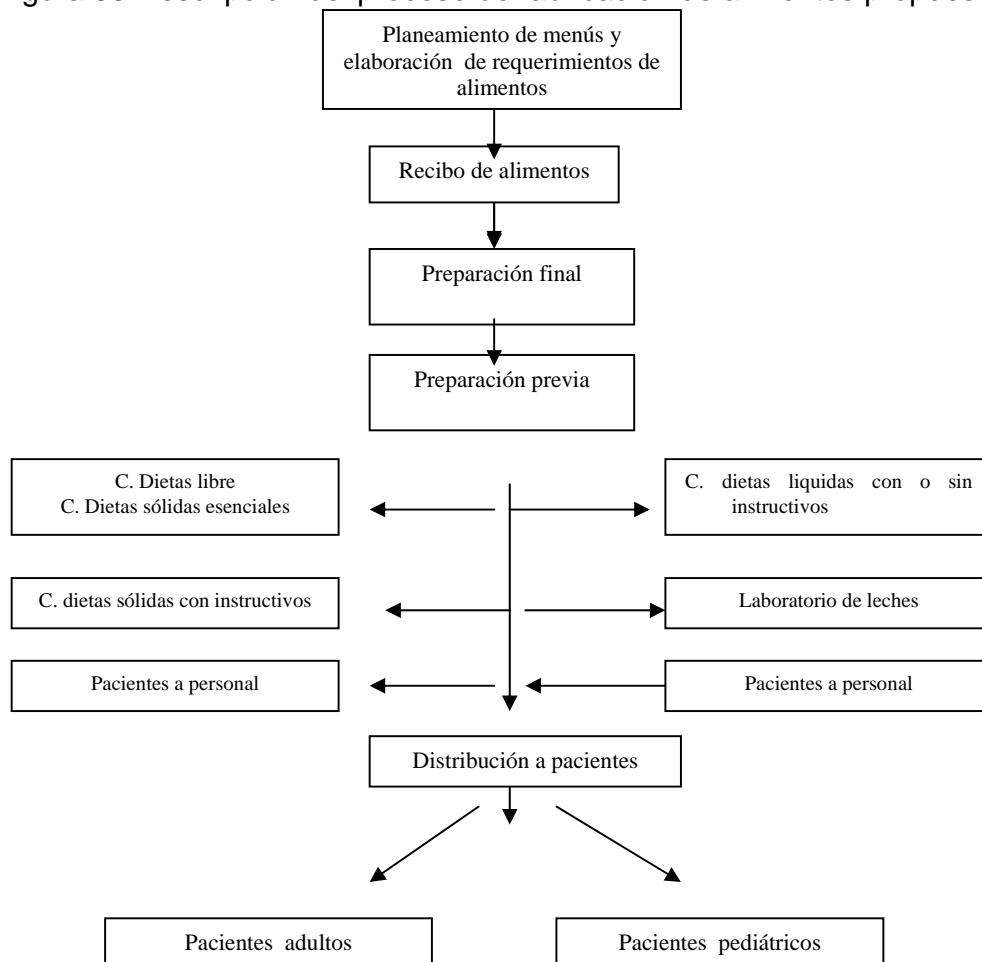 Planeamiento de menús y
elaboración de requerimientos de
alimentos
Recibo de alimentos
Preparación final
Preparación previa
C. Dietas libre
C. Dietas sólidas esenciales
C. dietas liquidas con o sin
instructivos
C. dietas sólidas con instructivos
Laboratorio de leches
Pacientes a personal
Pacientes a personal
Distribución a pacientes
Pacientes adultos
Pacientes pediátricos